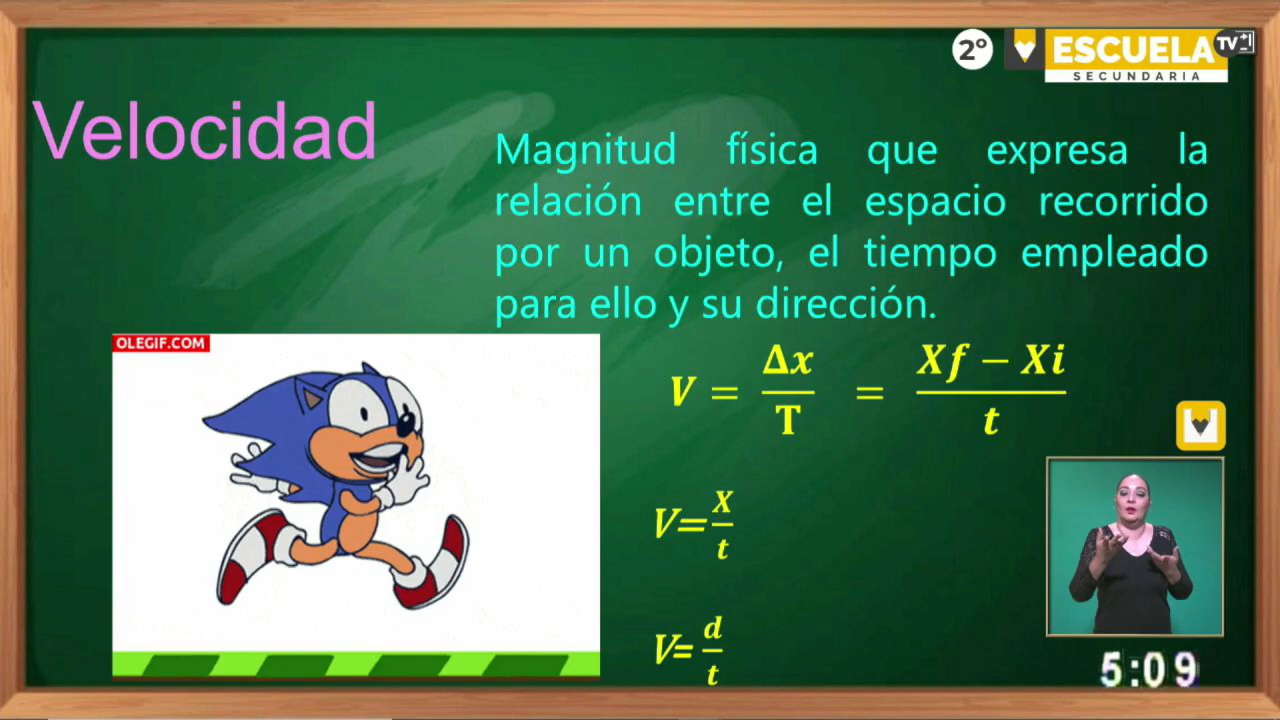 2º
ESCUELA TV
SECUNDARIA
Velocidad
Magnitud física que expresa la
relación entre el espacio recorrido
por un objeto, el tiempo empleado
para ello y su dirección.
OLEGIF.COM
V = Δx/T = Xf − Xi/t
V=X/t
V=d/t
5:09